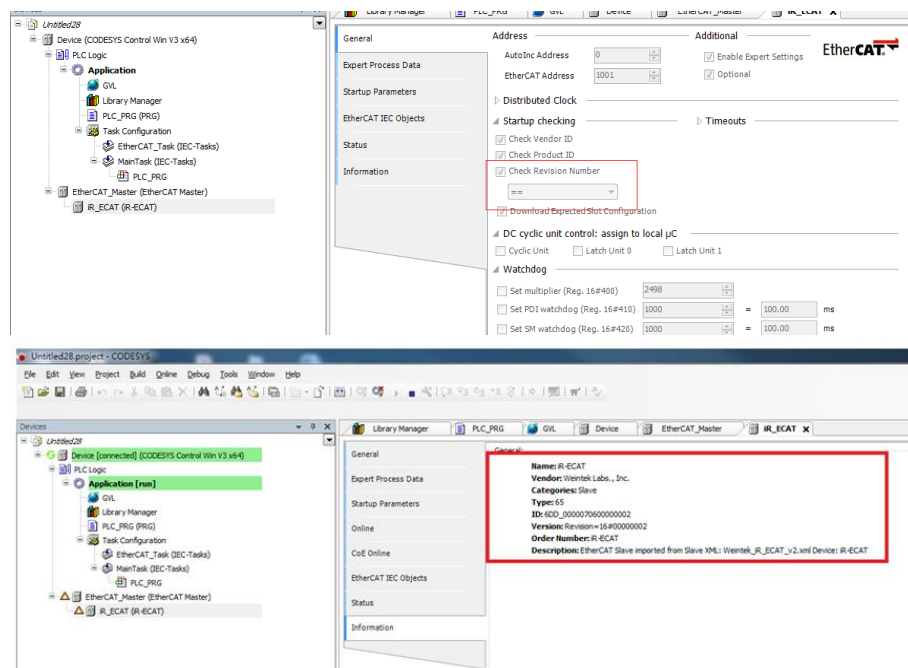 Untitled28
Device (CODESYS Control Win V3 x64)
PLC Logic
Application
GVL
Library Manager
PLC_PRG (PRG)
Task Configuration
EtherCAT_Task (IEC-Tasks)
MainTask (IEC-Tasks)
PLC_PRG
EtherCAT_Master (EtherCAT Master)
iR_ECAT (iR-ECAT)
Library Manager PLC_PRG GVL Device EtherCAT_Master iR_ECAT X
General
Expert Process Data
Startup Parameters
EtherCAT IEC Objects
Status
Information
Address Additional
AutoInc Address 0 Enable Expert Settings EtherCAT
EtherCAT Address 1001 Optional
Distributed Clock
Startup checking Timeouts
Check Vendor ID
Check Product ID
Check Revision Number
==
Download Expected Slot Configuration
DC cyclic unit control: assign to local µC
Cyclic Unit Latch Unit 0 Latch Unit 1
Watchdog
Set multiplier (Reg. 16#400) 2498
Set PDI watchdog (Reg. 16#410) 1000 = 100.00 ms
Set SM watchdog (Reg. 16#420) 1000 = 100.00 ms
Untitled28.project - CODESYS
File Edit View Project Build Online Debug Tools Window Help
Devices
Untitled28
Device [connected] (CODESYS Control Win V3 x64)
PLC Logic
Application [run]
GVL
Library Manager
PLC_PRG (PRG)
Task Configuration
EtherCAT_Task (IEC-Tasks)
MainTask (IEC-Tasks)
PLC_PRG
EtherCAT_Master (EtherCAT Master)
iR_ECAT (iR-ECAT)
Library Manager PLC_PRG GVL Device EtherCAT_Master iR_ECAT x
General
Expert Process Data
Startup Parameters
Online
CoE Online
EtherCAT IEC Objects
Status
Information
General:
Name: iR-ECAT
Vendor: Weintek Labs., Inc.
Categories: Slave
Type: 65
ID: 6DD_0000070600000002
Version: Revision=16#00000002
Order Number: iR-ECAT
Description: EtherCAT Slave imported from Slave XML: Weintek_iR_ECAT_v2.xml Device: iR-ECAT